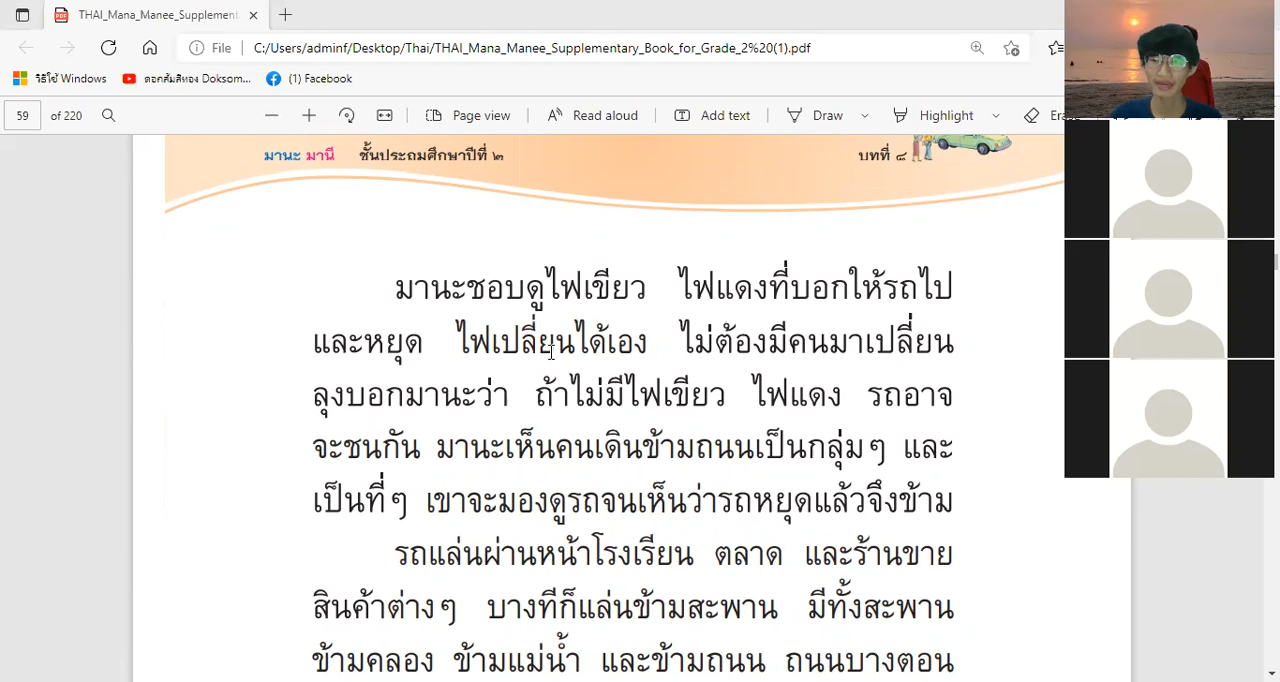 THAI_Mana_Manee_Supplement
File C:/Users/adminf/Desktop/Thai/THAI_Mana_Manee_Supplementary_Book_for_Grade_2%20(1).pdf
วิธีใช้ Windows ดอกส้มสีทอง Doksom... (1) Facebook
59 of 220 Page view Read aloud Add text Draw Highlight
มานะ มานี ชั้นประถมศึกษาปีที่ ๒ บทที่ ๘
มานะชอบดูไฟเขียว ไฟแดงที่บอกให้รถไป
และหยุด ไฟเปลี่ยนได้เอง ไม่ต้องมีคนมาเปลี่ยน
ลุงบอกมานะว่า ถ้าไม่มีไฟเขียว ไฟแดง รถอาจ
จะชนกัน มานะเห็นคนเดินข้ามถนนเป็นกลุ่มๆ และ
เป็นที่ๆ เขาจะมองดูรถจนเห็นว่ารถหยุดแล้วจึงข้าม
รถแล่นผ่านหน้าโรงเรียน ตลาด และร้านขาย
สินค้าต่างๆ บางทีก็แล่นข้ามสะพาน มีทั้งสะพาน
ข้ามคลอง ข้ามแม่น้ำ และข้ามถนน ถนนบางตอน